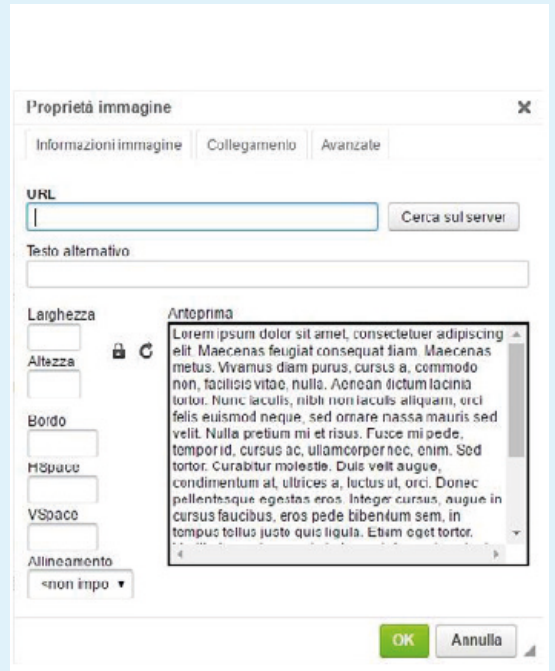 Proprietà immagine
Informazioni immagine Collegamento Avanzate
URL
Cerca sul server
Testo alternativo
Larghezza
Altezza
Bordo
HSpace
VSpace
Allineamento
<non impo
Anteprima
Lorem ipsum dolor sit amet, consectetuer adipiscing
elit. Maecenas feugiat consequat diam. Maecenas
metus. Vivamus diam purus, cursus a, commodo
non, facilisis vitae, nulla. Aenean dictum lacinia
tortor. Nunc iaculis, nibh non iaculis aliquam, orci
felis euismod neque, sed ornare massa mauris sed
velit. Nulla pretium mi et risus. Fusce mi pede,
tempor id, cursus ac, ullamcorper nec, enim. Sed
tortor. Curabitur molestie. Duis velit augue,
condimentum at, ultrices a, luctus ut, orci. Donec
pellentesque egestas eros. Integer cursus, augue in
cursus faucibus, eros pede bibendum sem, in
tempus tellus justo quis ligula. Etiam eget tortor.
OK Annulla